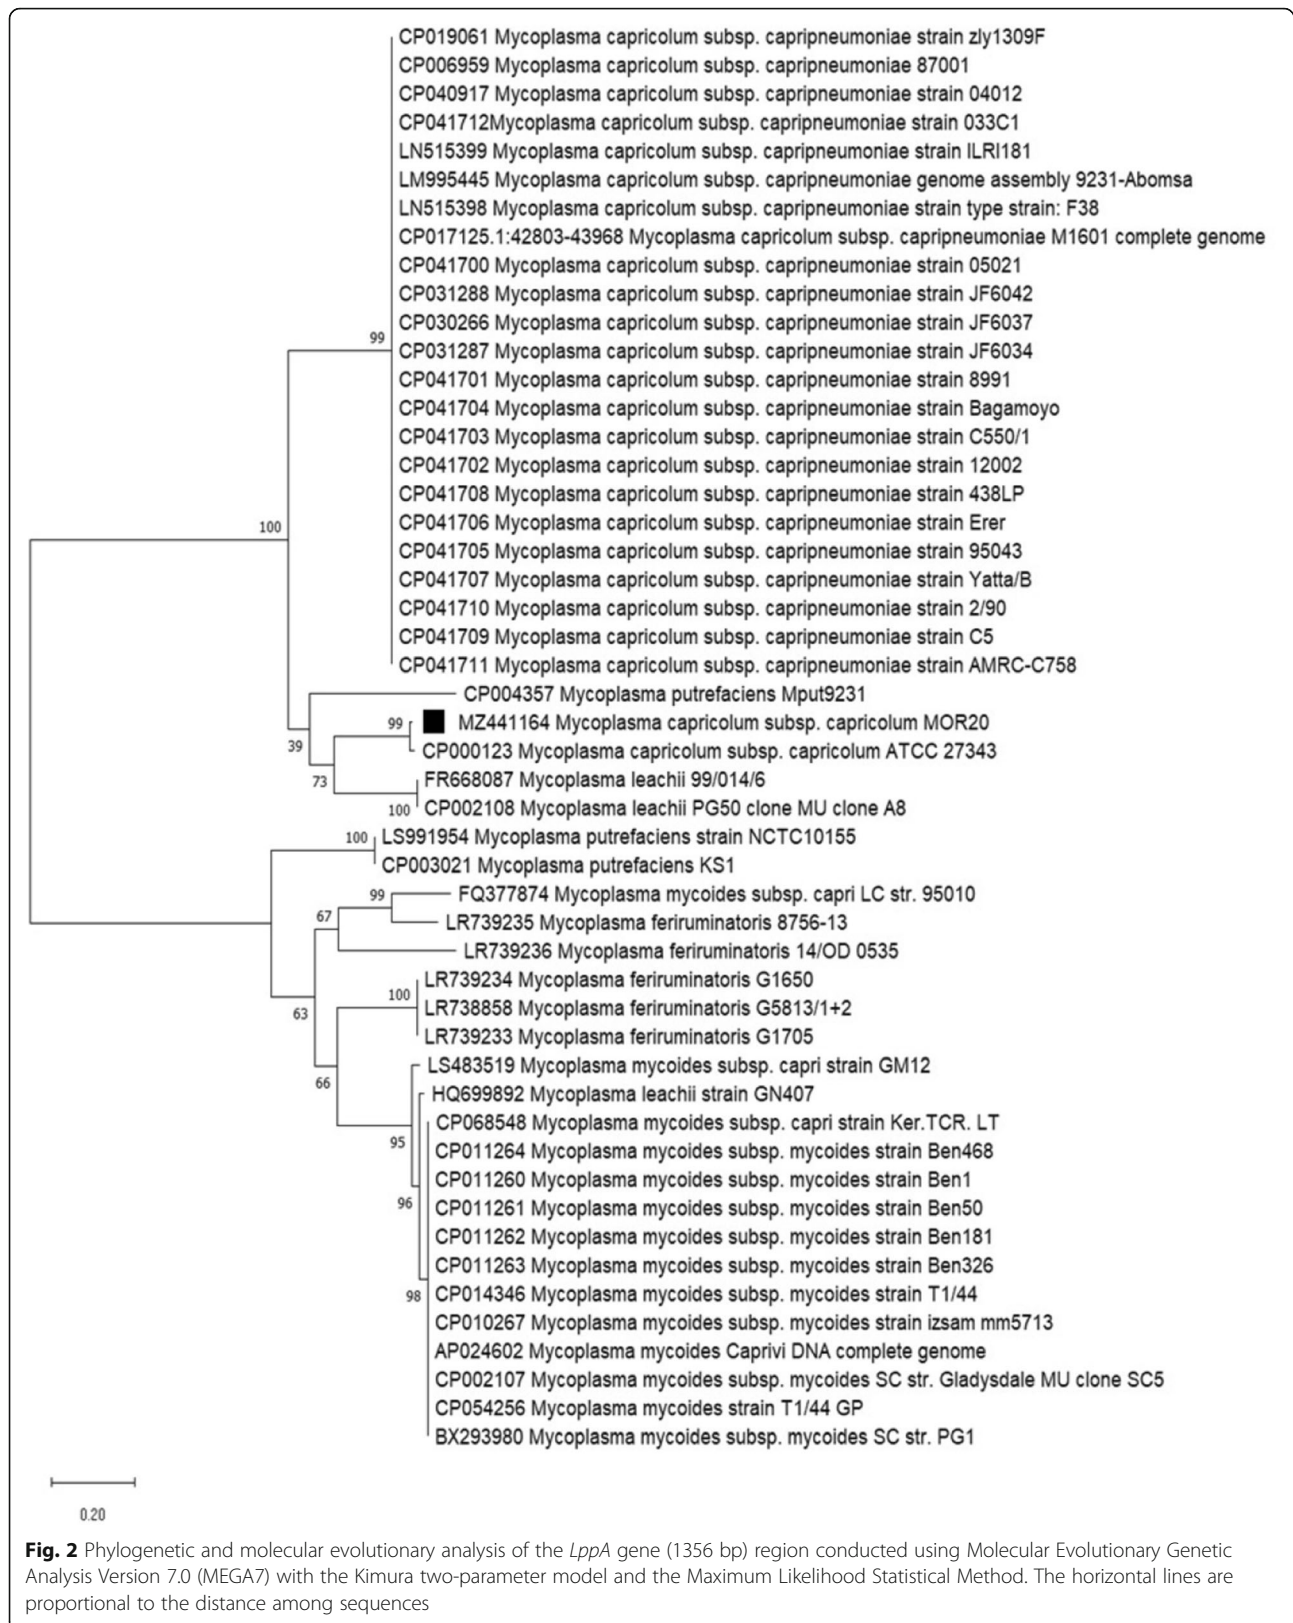 CP019061 Mycoplasma capricolum subsp. capripneumoniae strain zly1309F
CP006959 Mycoplasma capricolum subsp. capripneumoniae 87001
CP040917 Mycoplasma capricolum subsp. capripneumoniae strain 04012
CP041712Mycoplasma capricolum subsp. capripneumoniae strain 033C1
LN515399 Mycoplasma capricolum subsp. capripneumoniae strain ILRI181
LM995445 Mycoplasma capricolum subsp. capripneumoniae genome assembly 9231-Abomsa
LN515398 Mycoplasma capricolum subsp. capripneumoniae strain type strain: F38
CP017125.1:42803-43968 Mycoplasma capricolum subsp. capripneumoniae M1601 complete genome
CP041700 Mycoplasma capricolum subsp. capripneumoniae strain 05021
CP031288 Mycoplasma capricolum subsp. capripneumoniae strain JF6042
CP030266 Mycoplasma capricolum subsp. capripneumoniae strain JF6037
99 CP031287 Mycoplasma capricolum subsp. capripneumoniae strain JF6034
CP041701 Mycoplasma capricolum subsp. capripneumoniae strain 8991
CP041704 Mycoplasma capricolum subsp. capripneumoniae strain Bagamoyo
CP041703 Mycoplasma capricolum subsp. capripneumoniae strain C550/1
CP041702 Mycoplasma capricolum subsp. capripneumoniae strain 12002
CP041708 Mycoplasma capricolum subsp. capripneumoniae strain 438LP
100 CP041706 Mycoplasma capricolum subsp. capripneumoniae strain Erer
CP041705 Mycoplasma capricolum subsp. capripneumoniae strain 95043
CP041707 Mycoplasma capricolum subsp. capripneumoniae strain Yatta/B
CP041710 Mycoplasma capricolum subsp. capripneumoniae strain 2/90
CP041709 Mycoplasma capricolum subsp. capripneumoniae strain C5
CP041711 Mycoplasma capricolum subsp. capripneumoniae strain AMRC-C758
CP004357 Mycoplasma putrefaciens Mput9231
99 MZ441164 Mycoplasma capricolum subsp. capricolum MOR20
39 CP000123 Mycoplasma capricolum subsp. capricolum ATCC 27343
73 FR668087 Mycoplasma leachii 99/014/6
100 CP002108 Mycoplasma leachii PG50 clone MU clone A8
100 LS991954 Mycoplasma putrefaciens strain NCTC10155
CP003021 Mycoplasma putrefaciens KS1
99 FQ377874 Mycoplasma mycoides subsp. capri LC str. 95010
67 LR739235 Mycoplasma feriruminatoris 8756-13
LR739236 Mycoplasma feriruminatoris 14/OD 0535
LR739234 Mycoplasma feriruminatoris G1650
63 100 LR738858 Mycoplasma feriruminatoris G5813/1+2
LR739233 Mycoplasma feriruminatoris G1705
66 LS483519 Mycoplasma mycoides subsp. capri strain GM12
HQ699892 Mycoplasma leachii strain GN407
CP068548 Mycoplasma mycoides subsp. capri strain Ker.TCR. LT
95 CP011264 Mycoplasma mycoides subsp. mycoides strain Ben468
CP011260 Mycoplasma mycoides subsp. mycoides strain Ben1
96 CP011261 Mycoplasma mycoides subsp. mycoides strain Ben50
CP011262 Mycoplasma mycoides subsp. mycoides strain Ben181
CP011263 Mycoplasma mycoides subsp. mycoides strain Ben326
98 CP014346 Mycoplasma mycoides subsp. mycoides strain T1/44
CP010267 Mycoplasma mycoides subsp. mycoides strain izsam mm5713
AP024602 Mycoplasma mycoides Caprivi DNA complete genome
CP002107 Mycoplasma mycoides subsp. mycoides SC str. Gladysdale MU clone SC5
CP054256 Mycoplasma mycoides strain T1/44 GP
BX293980 Mycoplasma mycoides subsp. mycoides SC str. PG1
0.20
Fig. 2 Phylogenetic and molecular evolutionary analysis of the LppA gene (1356 bp) region conducted using Molecular Evolutionary Genetic
Analysis Version 7.0 (MEGA7) with the Kimura two-parameter model and the Maximum Likelihood Statistical Method. The horizontal lines are
proportional to the distance among sequences